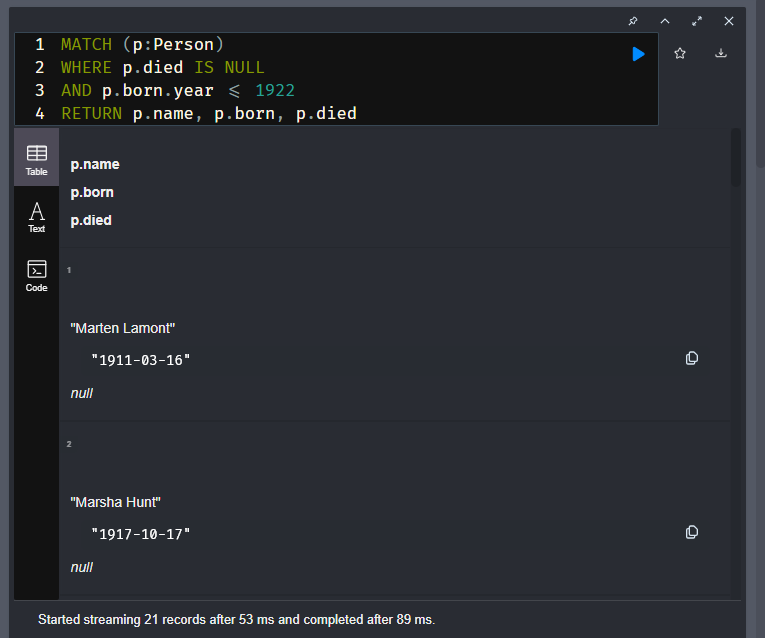 1 MATCH (p:Person)
2 WHERE p.died IS NULL
3 AND p.born.year <= 1922
4 RETURN p.name, p.born, p.died
Table
Text
Code
p.name
p.born
p.died
1
"Marten Lamont"
"1911-03-16"
null
2
"Marsha Hunt"
"1917-10-17"
null
Started streaming 21 records after 53 ms and completed after 89 ms.